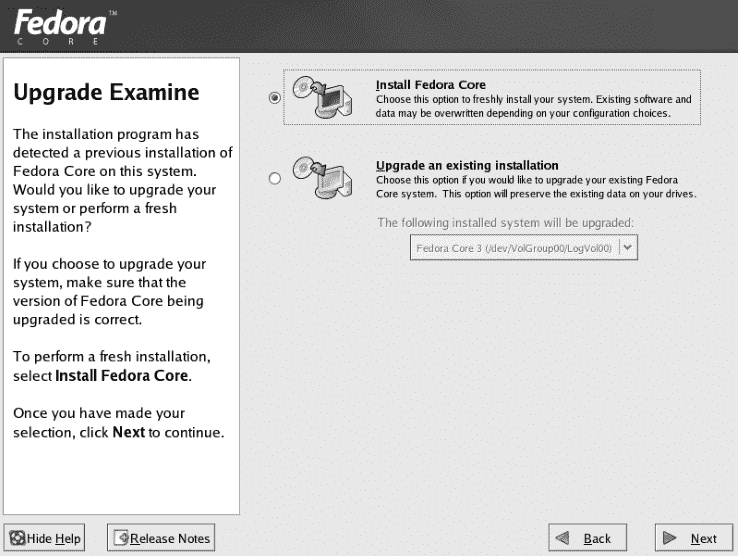 Fedora™
CORE
Upgrade Examine
The installation program has
detected a previous installation of
Fedora Core on this system.
Would you like to upgrade your
system or perform a fresh
installation?
If you choose to upgrade your
system, make sure that the
version of Fedora Core being
upgraded is correct.
To perform a fresh installation,
select Install Fedora Core.
Once you have made your
selection, click Next to continue.
Install Fedora Core
Choose this option to freshly install your system. Existing software and
data may be overwritten depending on your configuration choices.
Upgrade an existing installation
Choose this option if you would like to upgrade your existing Fedora
Core system. This option will preserve the existing data on your drives.
The following installed system will be upgraded:
Fedora Core 3 (/dev/VolGroup00/LogVol00)
Hide Help
Release Notes
Back
Next